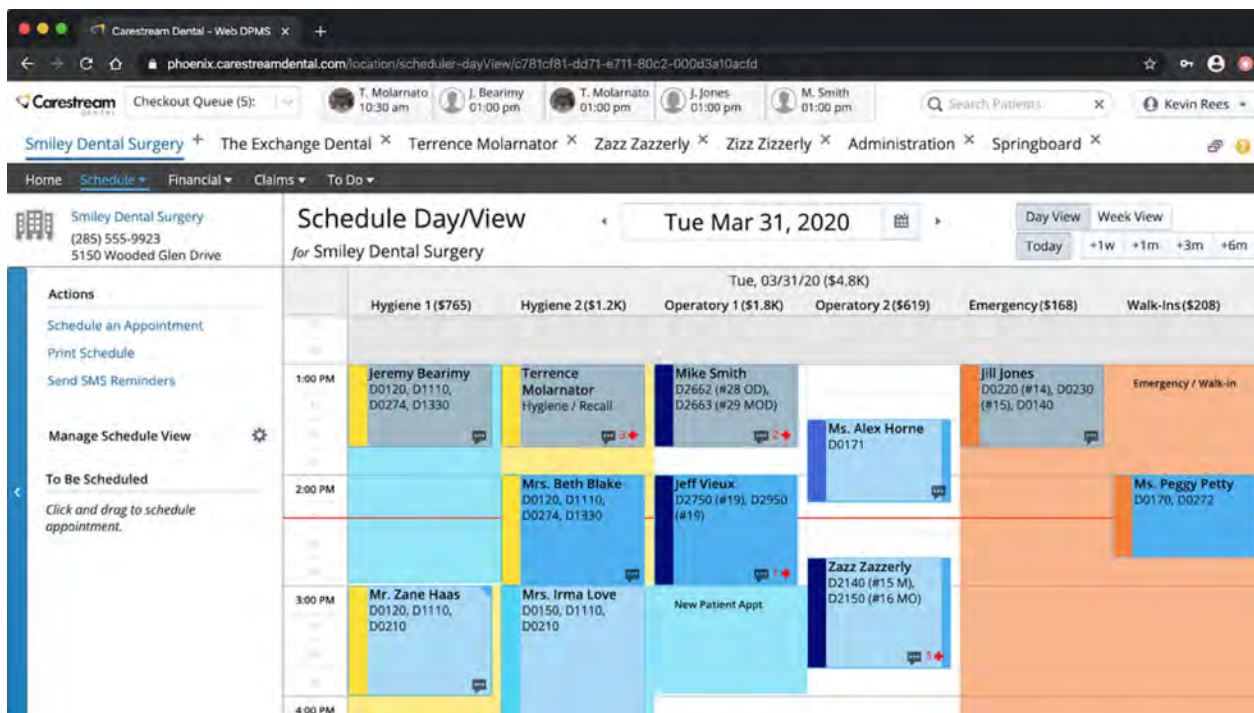 Carestream Dental - Web DPMS × +
phoenix.carestreamdental.com/location/scheduler-dayView/c781cf81-dd71-e711-80c2-000d3a10acfd
Carestream
DENTAL
Checkout Queue (5):
T. Molarnato
10:30 am
J. Bearimy
01:00 pm
T. Molarnato
01:00 pm
J. Jones
01:00 pm
M. Smith
01:00 pm
Search Patients ×
Kevin Rees
Smiley Dental Surgery + The Exchange Dental × Terrence Molarnator × Zazz Zazzerly × Zizz Zizzerly × Administration × Springboard ×
Home Schedule Financial Claims To Do
Smiley Dental Surgery
(285) 555-9923
5150 Wooded Glen Drive
Schedule Day/View
for Smiley Dental Surgery
Tue Mar 31, 2020
Day View Week View
Today +1w +1m +3m +6m
Actions
Schedule an Appointment
Print Schedule
Send SMS Reminders
Manage Schedule View
To Be Scheduled
Click and drag to schedule
appointment.
Tue, 03/31/20 ($4.8K)
Hygiene 1 ($765) Hygiene 2 ($1.2K) Operatory 1 ($1.8K) Operatory 2 ($619) Emergency ($168) Walk-Ins ($208)
1:00 PM
Jeremy Bearimy
D0120, D1110,
D0274, D1330
Terrence
Molarnator
Hygiene / Recall
3
Mike Smith
D2662 (#28 OD),
D2663 (#29 MOD)
2
Ms. Alex Horne
D0171
Jill Jones
D0220 (#14), D0230
(#15), D0140
Emergency / Walk-in
2:00 PM
Mrs. Beth Blake
D0120, D1110,
D0274, D1330
Jeff Vieux
D2750 (#19), D2950
(#19)
1
Ms. Peggy Petty
D0170, D0272
Zazz Zazzerly
D2140 (#15 M),
D2150 (#16 MO)
3
3:00 PM
Mr. Zane Haas
D0120, D1110,
D0210
Mrs. Irma Love
D0150, D1110,
D0210
New Patient Appt
4:00 PM